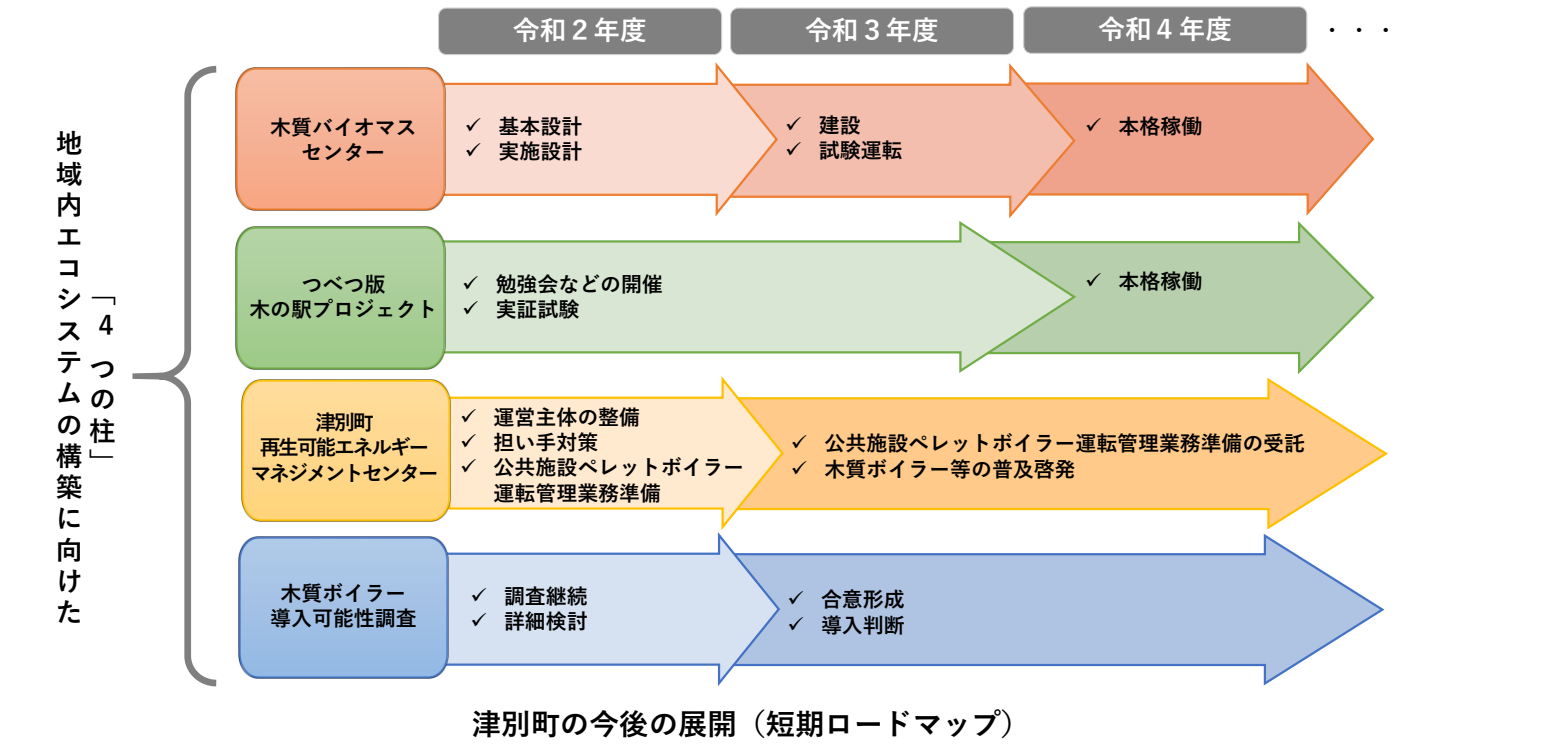 令和２年度
令和３年度
令和４年度
・・・
地域内エコシステムの構築に向けた
「４つの柱」
木質バイオマス
センター
✓ 基本設計
✓ 実施設計
✓ 建設
✓ 試験運転
✓ 本格稼働
つべつ版
木の駅プロジェクト
✓ 勉強会などの開催
✓ 実証試験
✓ 本格稼働
津別町
再生可能エネルギー
マネジメントセンター
✓ 運営主体の整備
✓ 担い手対策
✓ 公共施設ペレットボイラー
運転管理業務準備
✓ 公共施設ペレットボイラー運転管理業務準備の受託
✓ 木質ボイラー等の普及啓発
木質ボイラー
導入可能性調査
✓ 調査継続
✓ 詳細検討
✓ 合意形成
✓ 導入判断
津別町の今後の展開（短期ロードマップ）